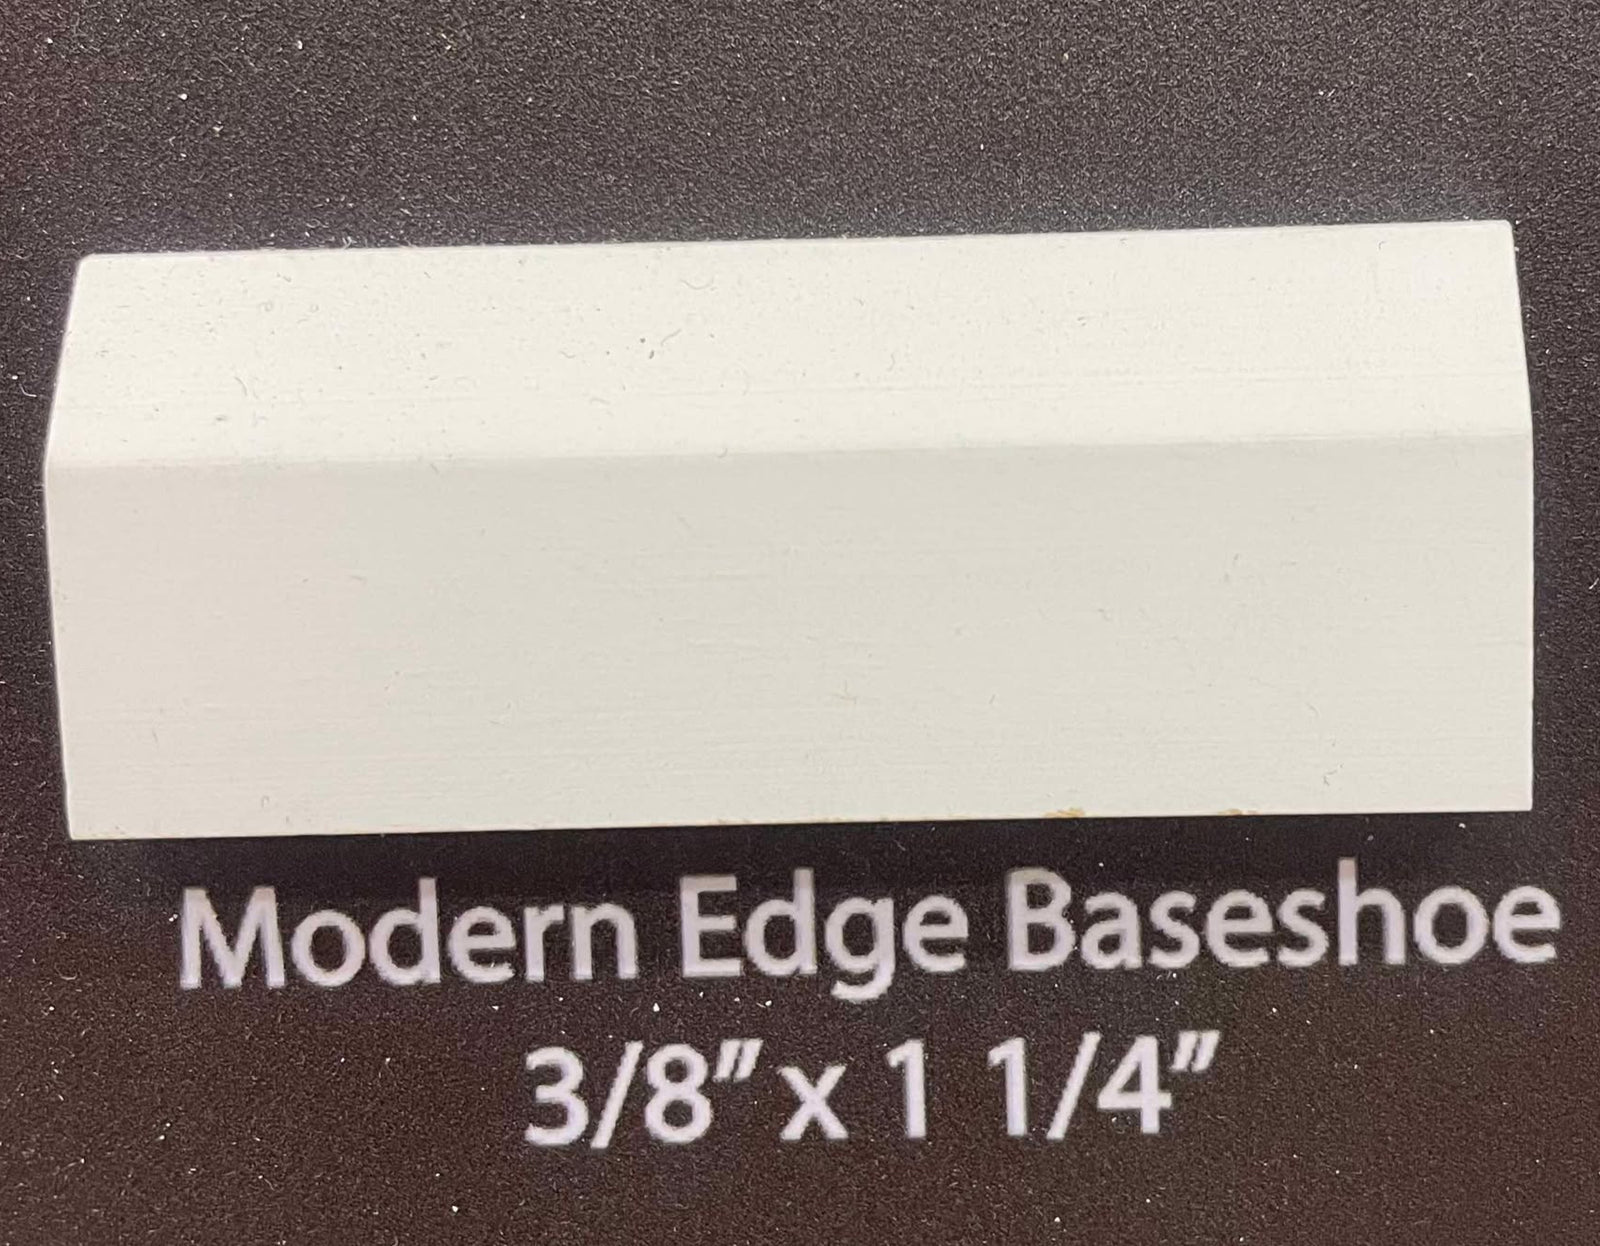 Modern Edge Baseshoe
3/8" x 1 1/4"